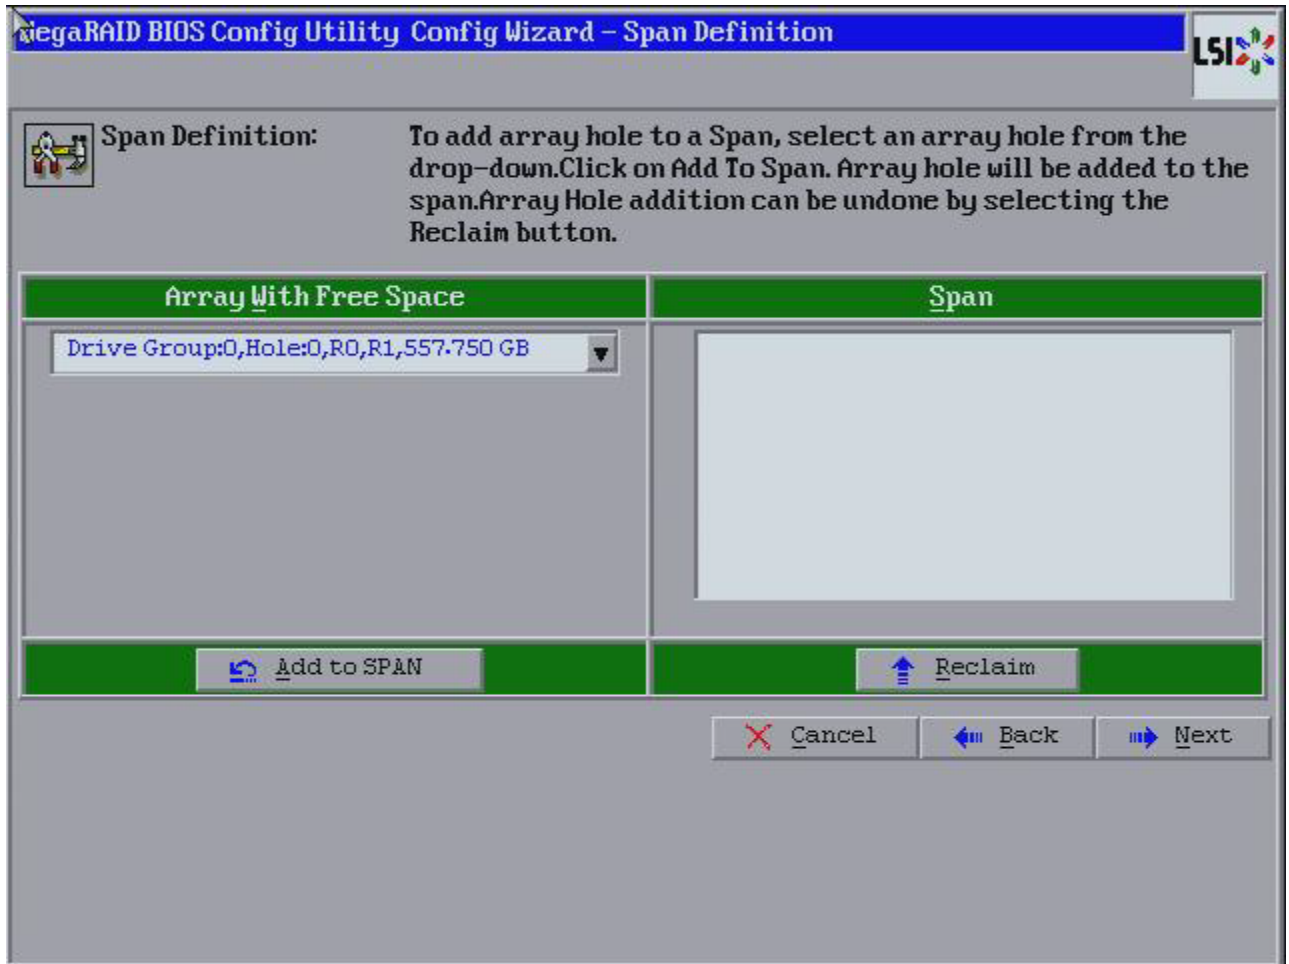 MegaRAID BIOS Config Utility Config Wizard – Span Definition
LSI
Span Definition:
To add array hole to a Span, select an array hole from the
drop-down.Click on Add To Span. Array hole will be added to the
span.Array Hole addition can be undone by selecting the
Reclaim button.
Array With Free Space
Span
Drive Group:0,Hole:0,R0,R1,557.750 GB
Add to SPAN
Reclaim
Cancel
Back
Next